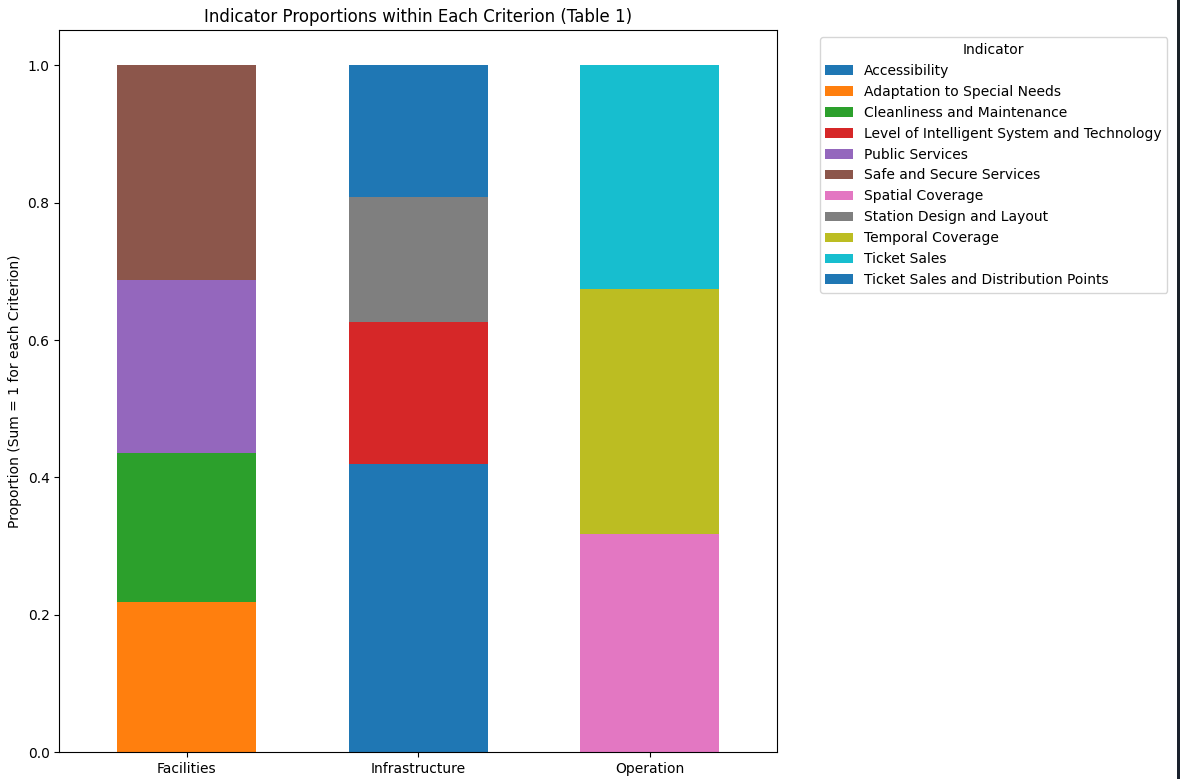 Indicator Proportions within Each Criterion (Table 1)
Proportion (Sum = 1 for each Criterion)
1.0
0.8
0.6
0.4
0.2
0.0
Facilities
Infrastructure
Operation
Indicator
Accessibility
Adaptation to Special Needs
Cleanliness and Maintenance
Level of Intelligent System and Technology
Public Services
Safe and Secure Services
Spatial Coverage
Station Design and Layout
Temporal Coverage
Ticket Sales
Ticket Sales and Distribution Points